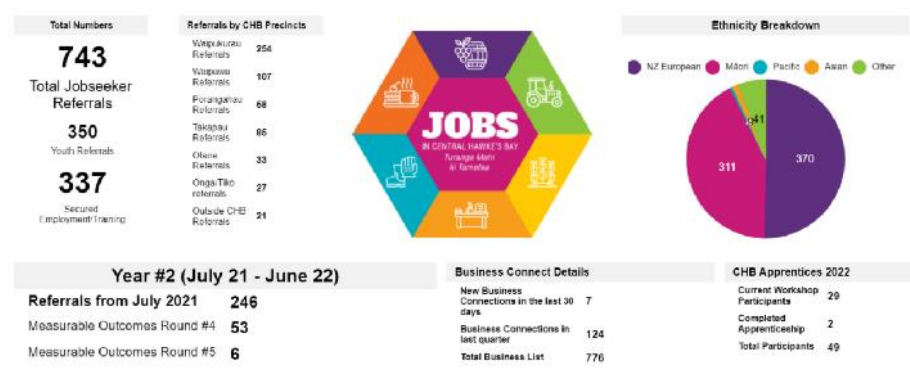 Total Numbers
743
Total Jobseeker
Referrals
350
Youth Referrals
337
Secured
Employment/Training
Referrals by CHB Precincts
Waipukurau
Referrals
254
Waipawa
Referrals
107
Porangahau
Referrals
68
Takapau
Referrals
85
Otane
Referrals
33
Ongai/Tiko
referrals
27
Outside CHB
Referrals
21
JOBS
IN CENTRAL HAWKE'S BAY
Turanga Mahi
ki Tamatea
Ethnicity Breakdown
NZ European
Māori
Pacific
Asian
Other
41
311
370
Year #2 (July 21 - June 22)
Referrals from July 2021 246
Measurable Outcomes Round #4 53
Measurable Outcomes Round #5 6
Business Connect Details
New Business
Connections in the last 30 7
days
Business Connections in
last quarter
124
Total Business List 776
CHB Apprentices 2022
Current Workshop
Participants
29
Completed
Apprenticeship
2
Total Participants 49